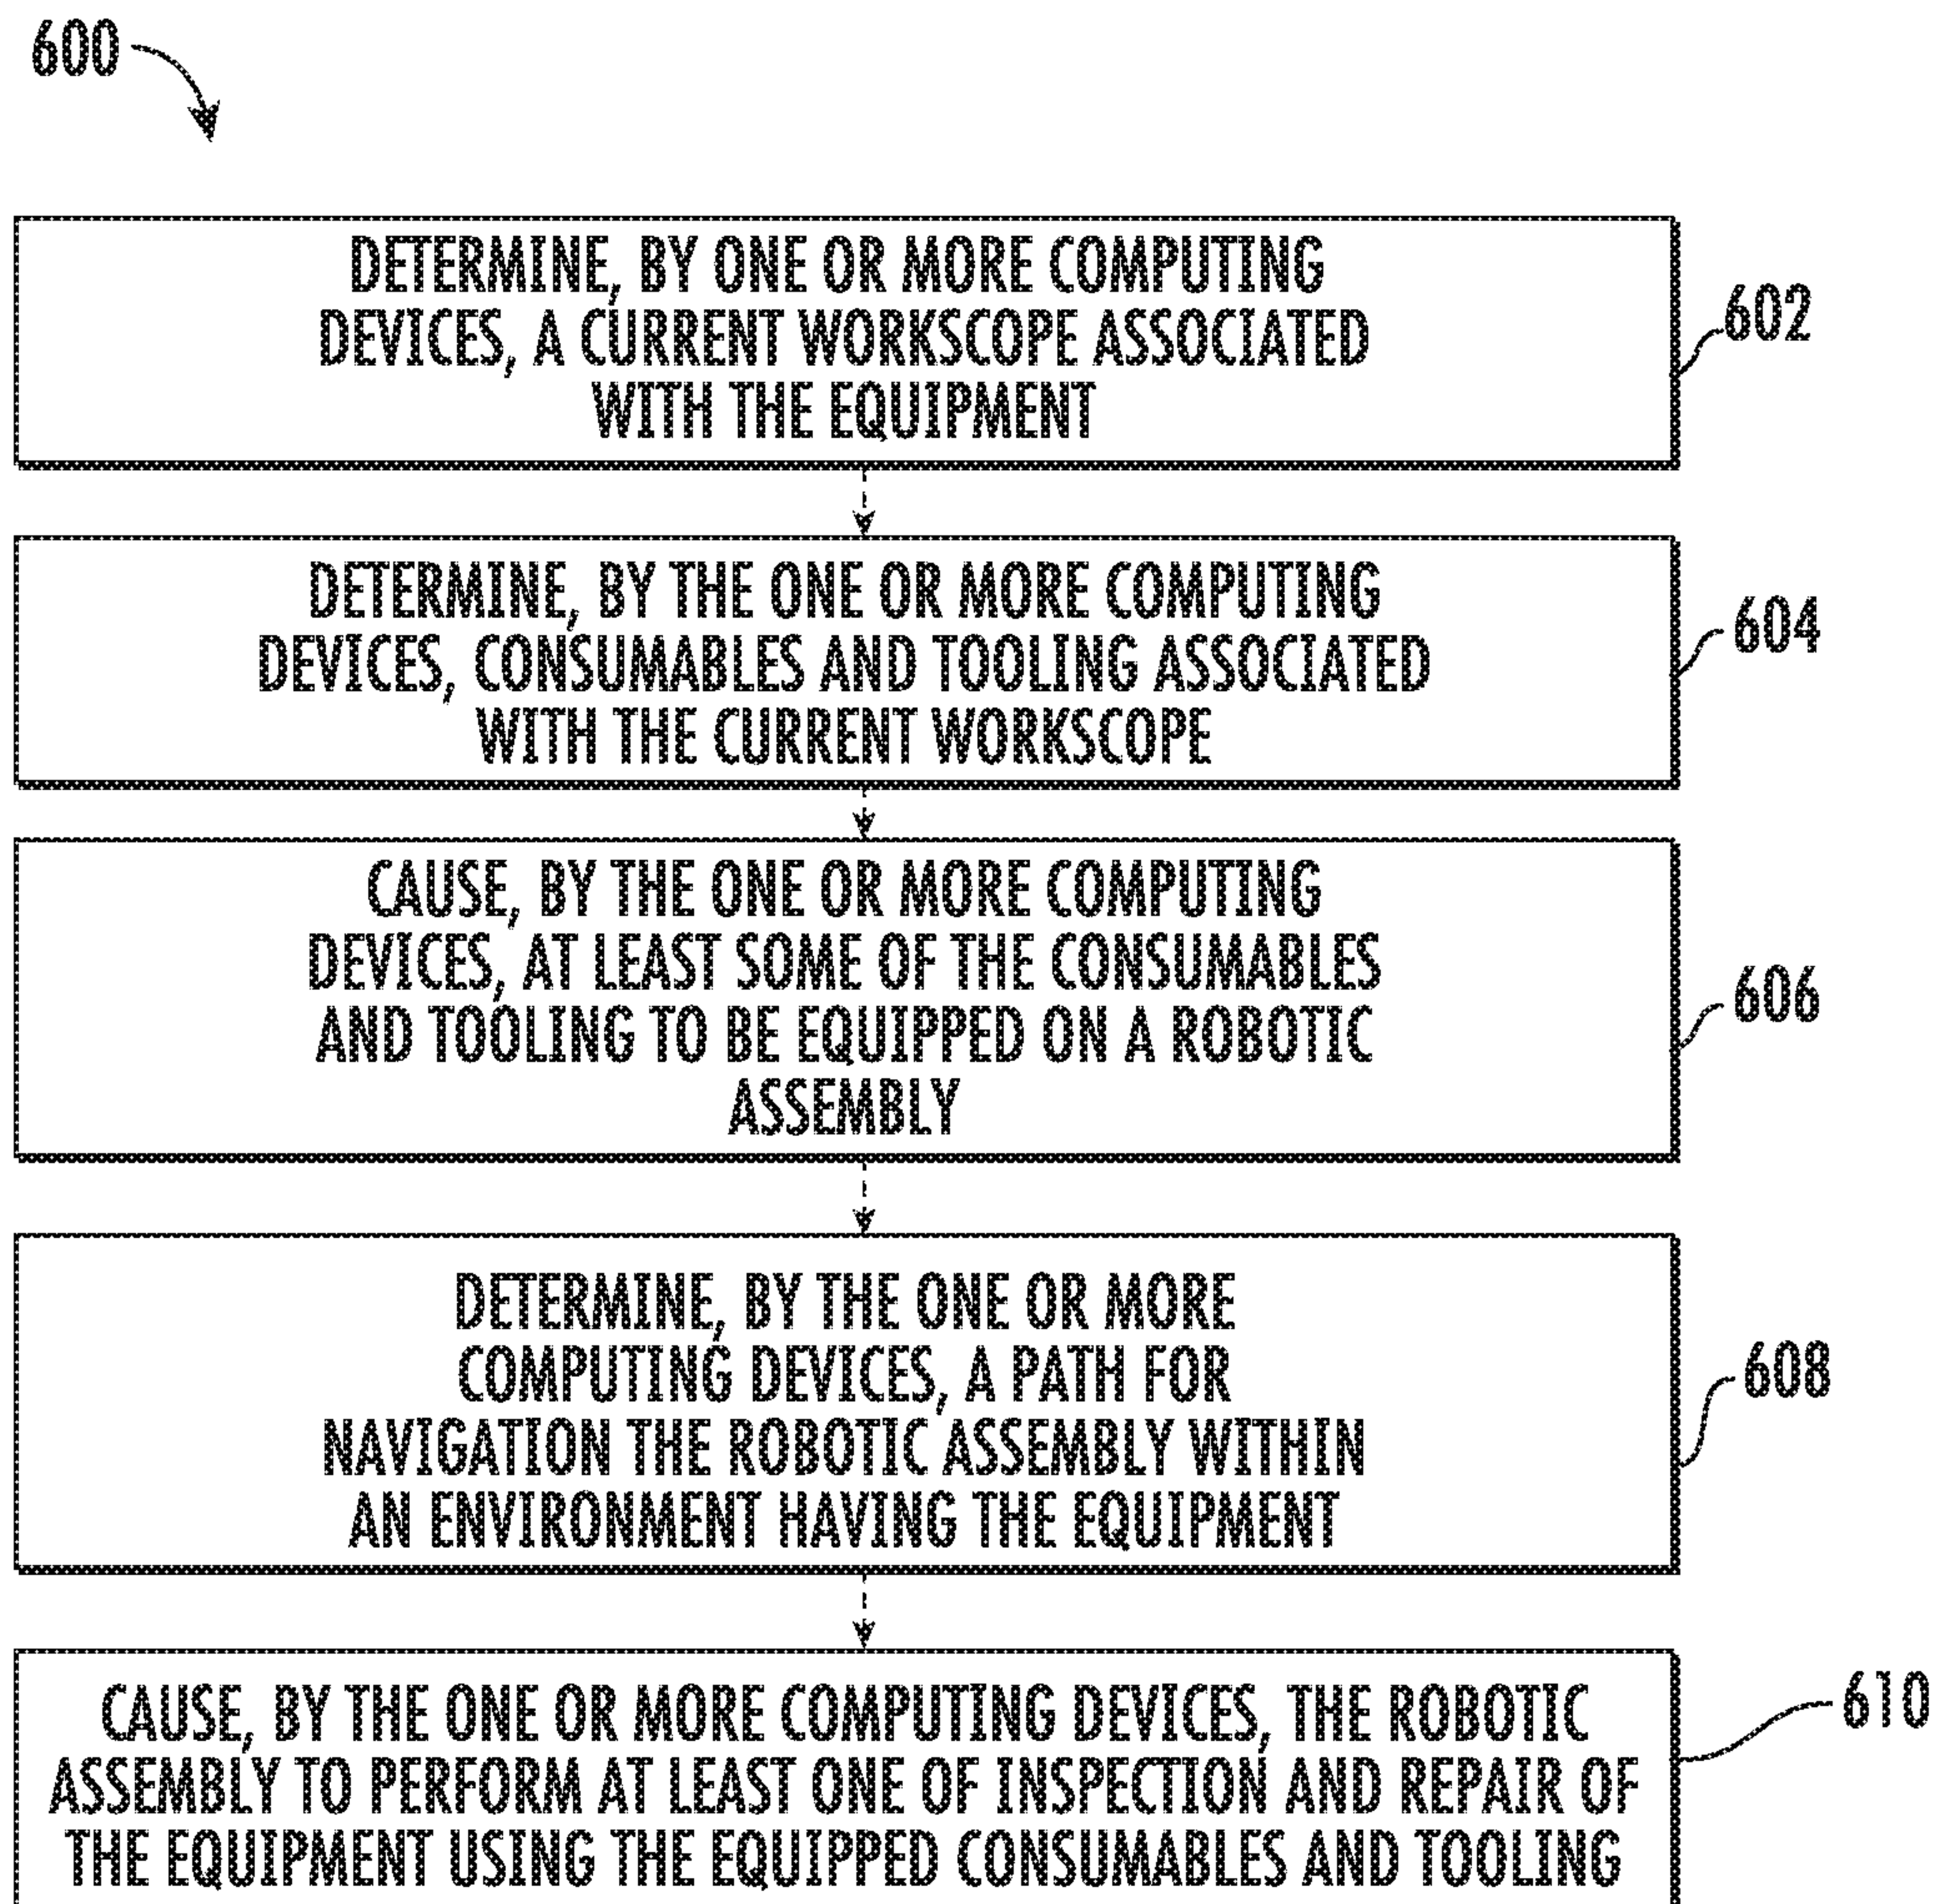 600
DETERMINE, BY ONE OR MORE COMPUTING
DEVICES, A CURRENT WORKSCOPE ASSOCIATED
WITH THE EQUIPMENT
602
DETERMINE, BY THE ONE OR MORE COMPUTING
DEVICES, CONSUMABLES AND TOOLING ASSOCIATED
WITH THE CURRENT WORKSCOPE
604
CAUSE, BY THE ONE OR MORE COMPUTING
DEVICES, AT LEAST SOME OF THE CONSUMABLES
AND TOOLING TO BE EQUIPPED ON A ROBOTIC
ASSEMBLY
606
DETERMINE, BY THE ONE OR MORE
COMPUTING DEVICES, A PATH FOR
NAVIGATION THE ROBOTIC ASSEMBLY WITHIN
AN ENVIRONMENT HAVING THE EQUIPMENT
608
CAUSE, BY THE ONE OR MORE COMPUTING DEVICES, THE ROBOTIC
ASSEMBLY TO PERFORM AT LEAST ONE OF INSPECTION AND REPAIR OF
THE EQUIPMENT USING THE EQUIPPED CONSUMABLES AND TOOLING
610